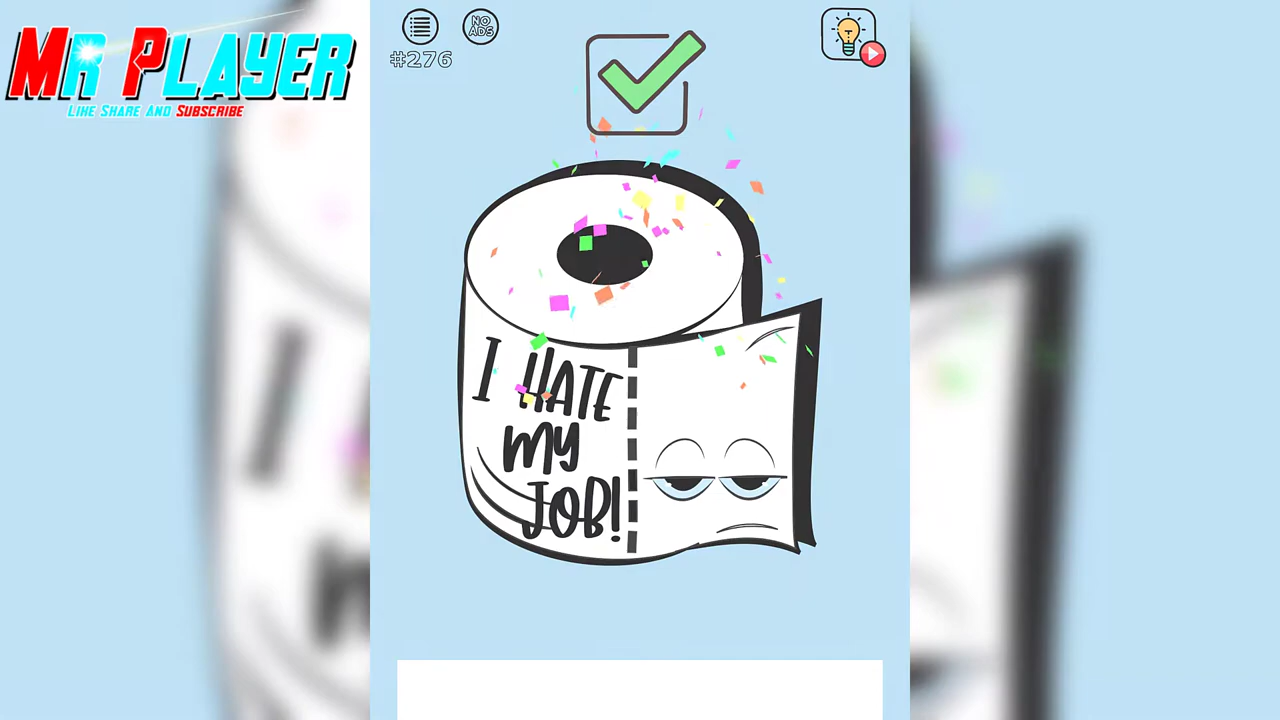 MR PLAYER
LIKE SHARE AND SUBSCRIBE
#276
NO
ADS
I HATE
MY
JOB!